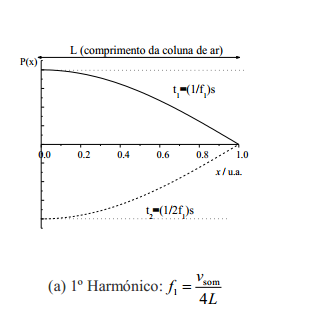 L (comprimento da coluna de ar)
P(x)
t₁=(1/f₁)s
0.0 0.2 0.4 0.6 0.8 1.0
x / u.a.
t₂=(1/2f₁)s
(a) 1º Harmónico: f₁ = v_som / 4L